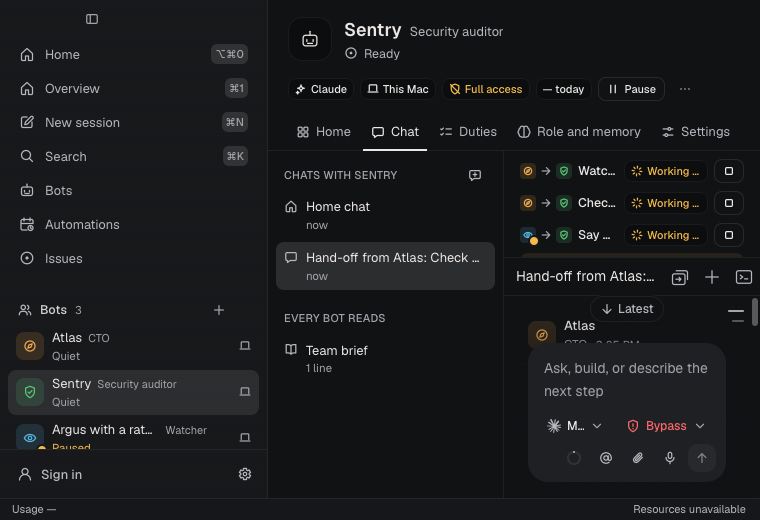 Home ⌥⌘0
Overview ⌘1
New session ⌘N
Search ⌘K
Bots
Automations
Issues
Bots 3
Atlas CTO
Quiet
Sentry Security auditor
Quiet
Argus with a rat... Watcher
Paused
Sign in
Usage —
Sentry Security auditor
Ready
Claude
This Mac
Full access
— today
Pause
Home
Chat
Duties
Role and memory
Settings
CHATS WITH SENTRY
Home chat
now
Hand-off from Atlas: Check ...
now
EVERY BOT READS
Team brief
1 line
Watc... Working ...
Chec... Working ...
Say ... Working ...
Hand-off from Atlas:...
Latest
Atlas
Ask, build, or describe the
next step
M...
Bypass
Resources unavailable